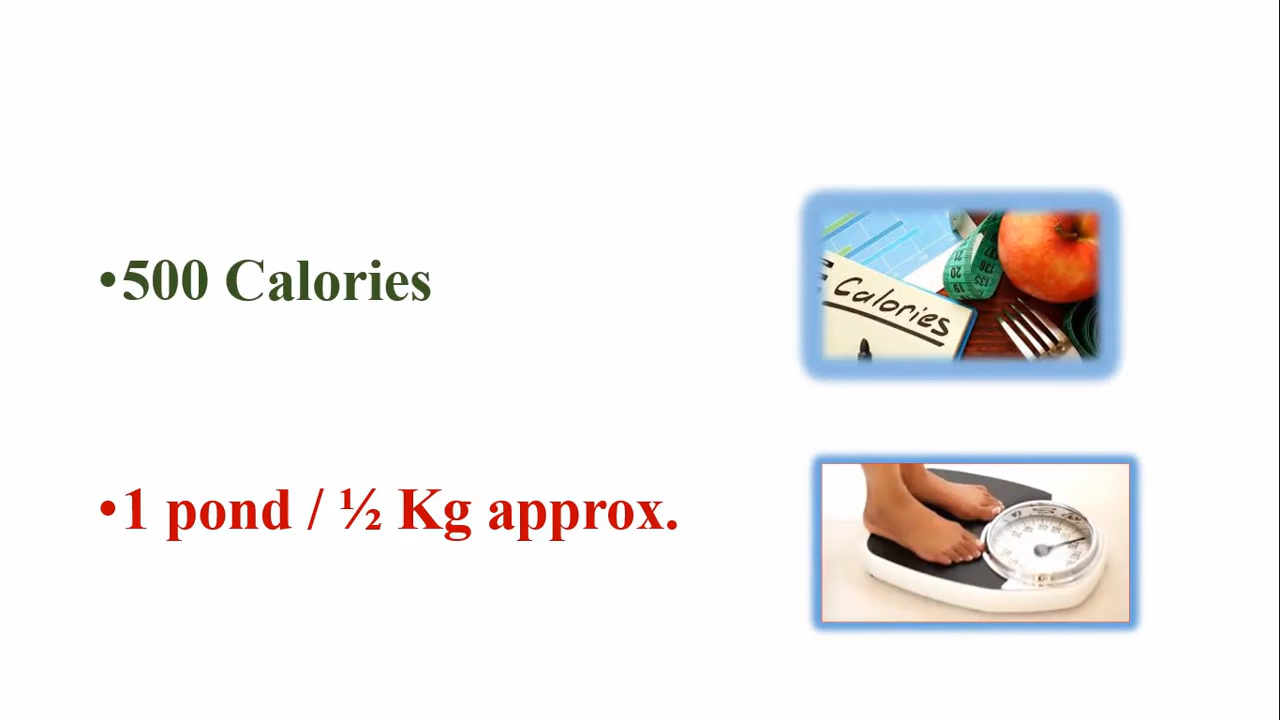 •500 Calories
Calories
•1 pond / ½ Kg approx.